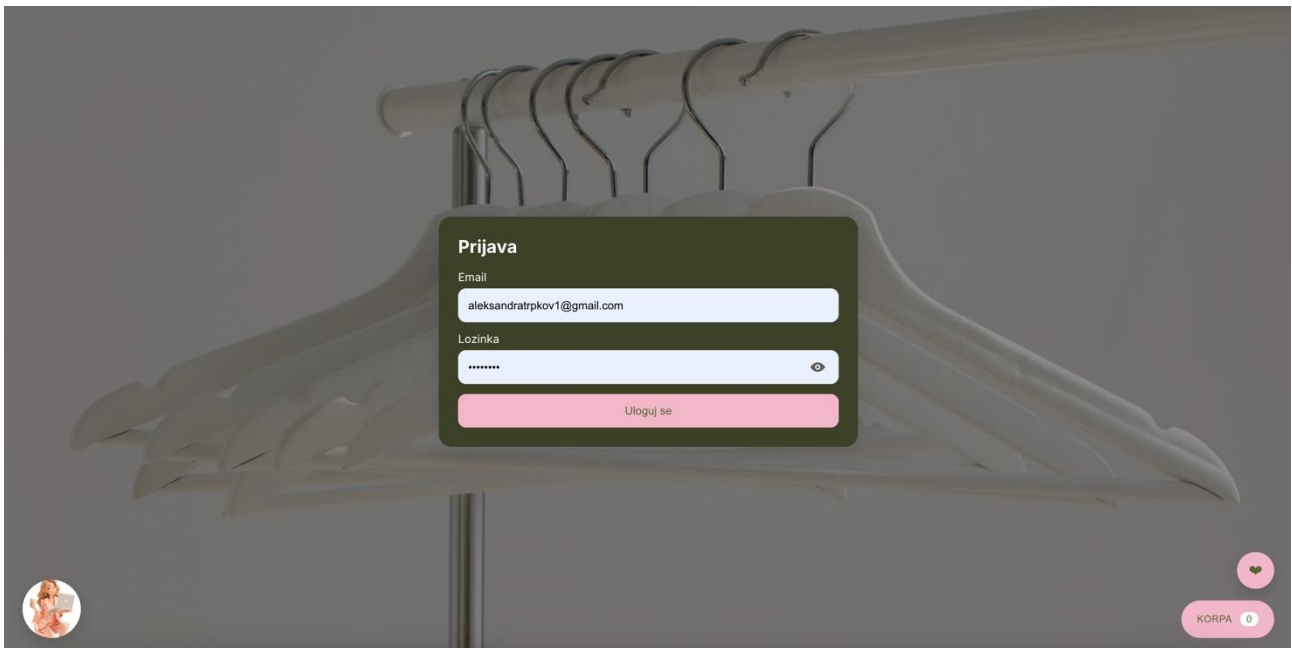 Prijava
Email
aleksandratrpkov1@gmail.com
Lozinka
••••••••
Uloguj se
KORPA 0